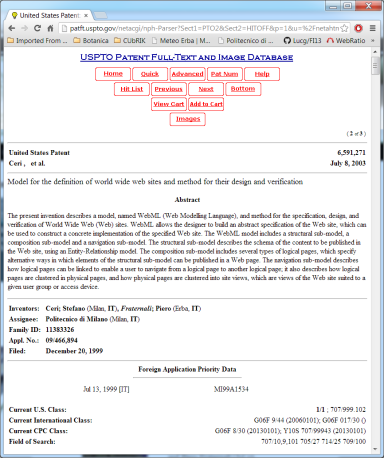 United States Patent:
patft.uspto.gov/netacgi/nph-Parser?Sect1=PTO2&Sect2=HITOFF&p=1&u=%2Fnetahtm
Imported From ... Botanica Meteo Erba | M... CUbRIK Politecnico di ... Lucg/FI13 WebRatio
USPTO PATENT FULL-TEXT AND IMAGE DATABASE
Home Quick Advanced Pat Num Help
Hit List Previous Next Bottom
View Cart Add to Cart
Images
( 2 of 3 )
United States Patent 6,591,271
Ceri , et al. July 8, 2003
Model for the definition of world wide web sites and method for their design and verification
Abstract
The present invention describes a model, named WebML (Web Modelling Language), and method for the specification, design, and
verification of World Wide Web (Web) sites. WebML allows the designer to build an abstract specification of the Web site, which can
be used to construct a concrete implementation of the specified Web site. The WebML model includes a structural sub-model, a
composition sub-model and a navigation sub-model. The structural sub-model describes the schema of the content to be published in
the Web site, using an Entity-Relationship model. The composition sub-model includes several types of logical pages, which specify
alternative ways in which elements of the structural sub-model can be published in a Web page. The navigation sub-model describes
how logical pages can be linked to enable a user to navigate from a logical page to another logical page; it also describes how logical
pages are clustered in physical pages, and how physical pages are clustered into site views, which are views of the Web site suited to a
given user group or access device.
Inventors: Ceri; Stefano (Milan, IT), Fraternali; Piero (Erba, IT)
Assignee: Politecnico di Milano (Milan, IT)
Family ID: 11383326
Appl. No.: 09/466,894
Filed: December 20, 1999
Foreign Application Priority Data
Jul 13, 1999 [IT] MI99A1534
Current U.S. Class: 1/1 ; 707/999.102
Current International Class: G06F 9/44 (20060101); G06F 017/30 ()
Current CPC Class: G06F 8/30 (20130101); Y10S 707/99943 (20130101)
Field of Search: 707/10,9,101 705/27 714/25 709/100